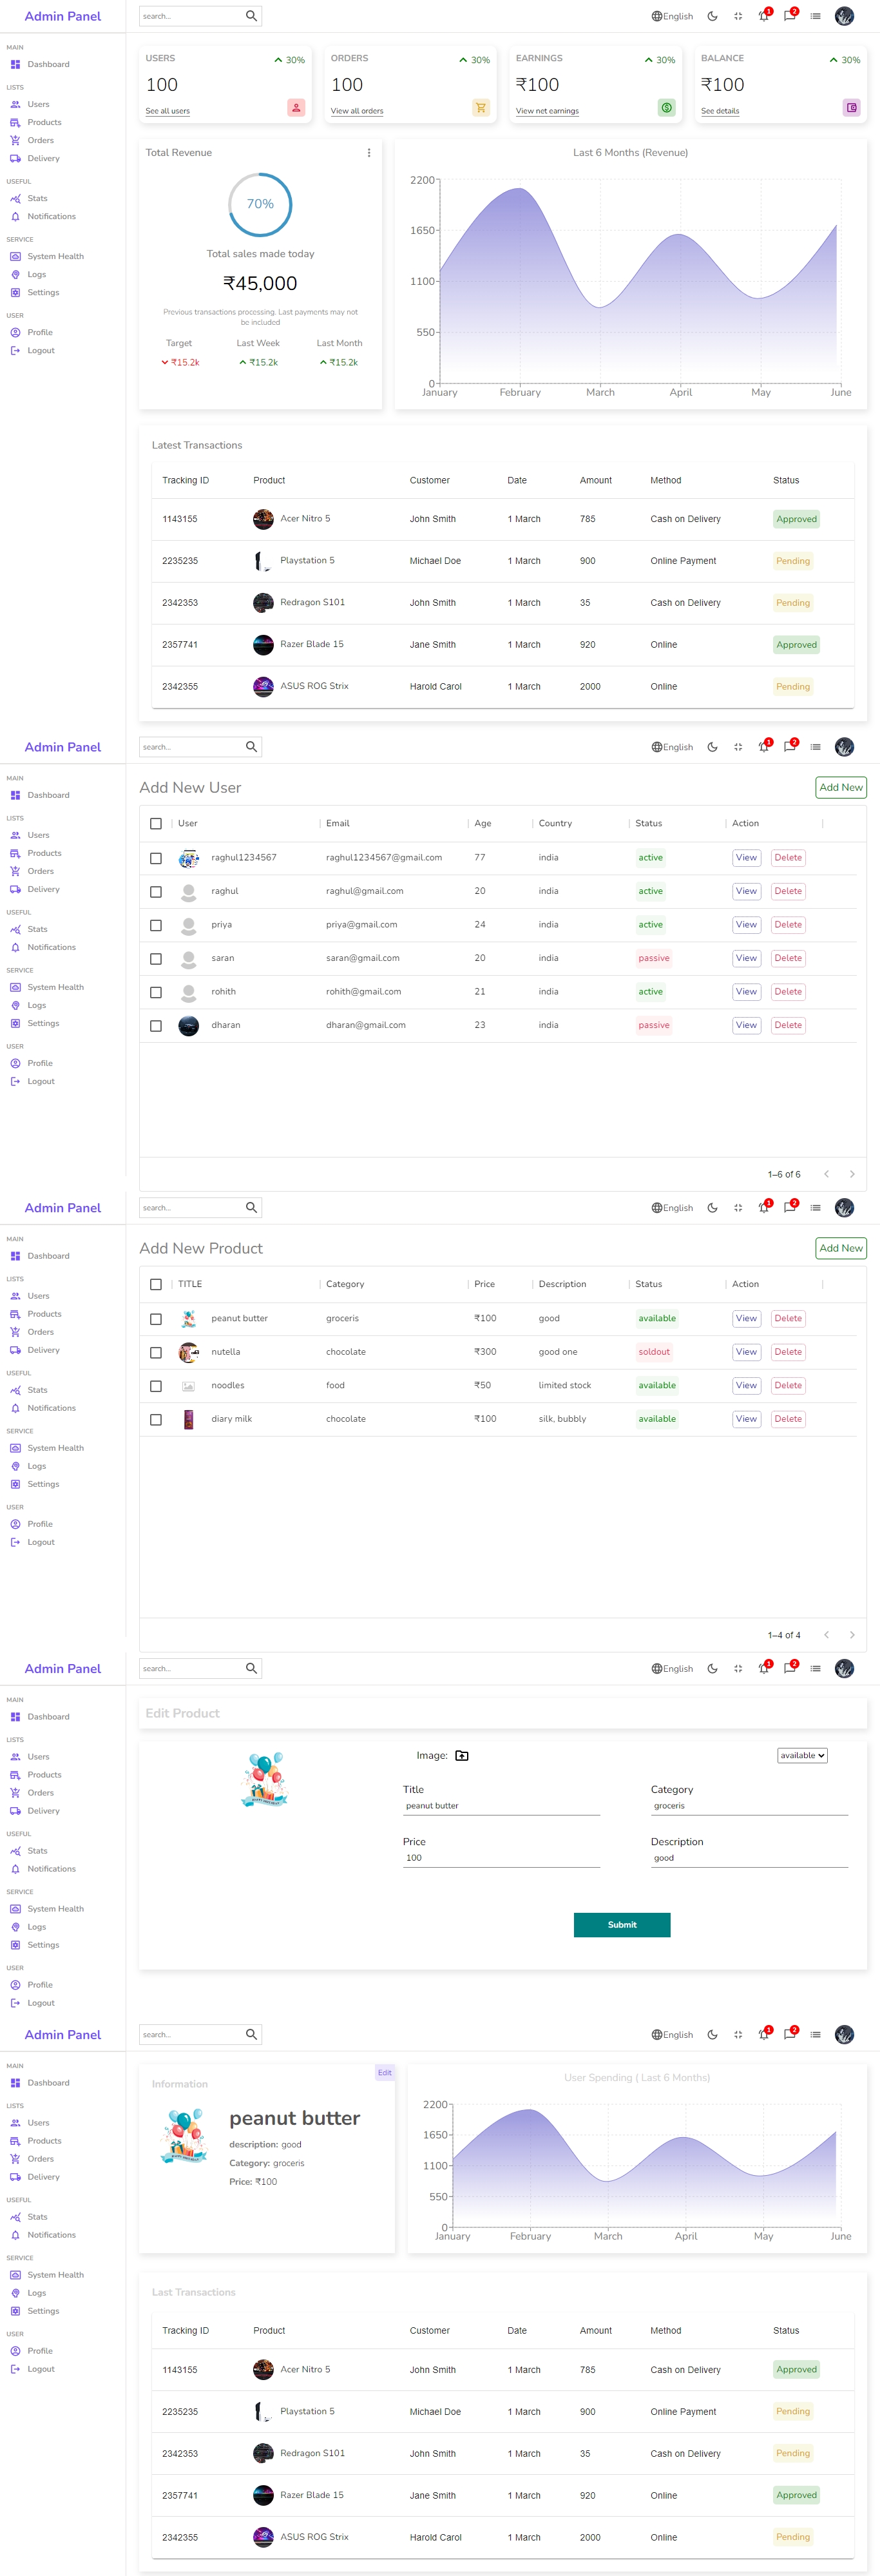 Admin Panel
search...
English
1
2
MAIN
Dashboard
LISTS
Users
Products
Orders
Delivery
USEFUL
Stats
Notifications
SERVICE
System Health
Logs
Settings
USER
Profile
Logout
USERS 30%
100
See all users
ORDERS 30%
100
View all orders
EARNINGS 30%
₹100
View net earnings
BALANCE 30%
₹100
See details
Total Revenue
70%
Total sales made today
₹45,000
Previous transactions processing. Last payments may not
be included
Target Last Week Last Month
₹15.2k ₹15.2k ₹15.2k
Last 6 Months (Revenue)
2200
1650
1100
550
0
January February March April May June
Latest Transactions
Tracking ID Product Customer Date Amount Method Status
1143155 Acer Nitro 5 John Smith 1 March 785 Cash on Delivery Approved
2235235 Playstation 5 Michael Doe 1 March 900 Online Payment Pending
2342353 Redragon S101 John Smith 1 March 35 Cash on Delivery Pending
2357741 Razer Blade 15 Jane Smith 1 March 920 Online Approved
2342355 ASUS ROG Strix Harold Carol 1 March 2000 Online Pending
Admin Panel
search...
English
1
2
MAIN
Dashboard
LISTS
Users
Products
Orders
Delivery
USEFUL
Stats
Notifications
SERVICE
System Health
Logs
Settings
USER
Profile
Logout
Add New User Add New
User Email Age Country Status Action
raghul1234567 raghul1234567@gmail.com 77 india active View Delete
raghul raghul@gmail.com 20 india active View Delete
priya priya@gmail.com 24 india active View Delete
saran saran@gmail.com 20 india passive View Delete
rohith rohith@gmail.com 21 india active View Delete
dharan dharan@gmail.com 23 india passive View Delete
1–6 of 6
Admin Panel
search...
English
1
2
MAIN
Dashboard
LISTS
Users
Products
Orders
Delivery
USEFUL
Stats
Notifications
SERVICE
System Health
Logs
Settings
USER
Profile
Logout
Add New Product Add New
TITLE Category Price Description Status Action
peanut butter groceris ₹100 good available View Delete
nutella chocolate ₹300 good one soldout View Delete
noodles food ₹50 limited stock available View Delete
diary milk chocolate ₹100 silk, bubbly available View Delete
1–4 of 4
Admin Panel
search...
English
1
2
MAIN
Dashboard
LISTS
Users
Products
Orders
Delivery
USEFUL
Stats
Notifications
SERVICE
System Health
Logs
Settings
USER
Profile
Logout
Edit Product
Image: available
Title Category
peanut butter groceris
Price Description
100 good
Submit
Admin Panel
search...
English
1
2
MAIN
Dashboard
LISTS
Users
Products
Orders
Delivery
USEFUL
Stats
Notifications
SERVICE
System Health
Logs
Settings
USER
Profile
Logout
Edit
Information
peanut butter
description: good
Category: groceris
Price: ₹100
User Spending ( Last 6 Months)
2200
1650
1100
550
0
January February March April May June
Last Transactions
Tracking ID Product Customer Date Amount Method Status
1143155 Acer Nitro 5 John Smith 1 March 785 Cash on Delivery Approved
2235235 Playstation 5 Michael Doe 1 March 900 Online Payment Pending
2342353 Redragon S101 John Smith 1 March 35 Cash on Delivery Pending
2357741 Razer Blade 15 Jane Smith 1 March 920 Online Approved
2342355 ASUS ROG Strix Harold Carol 1 March 2000 Online Pending